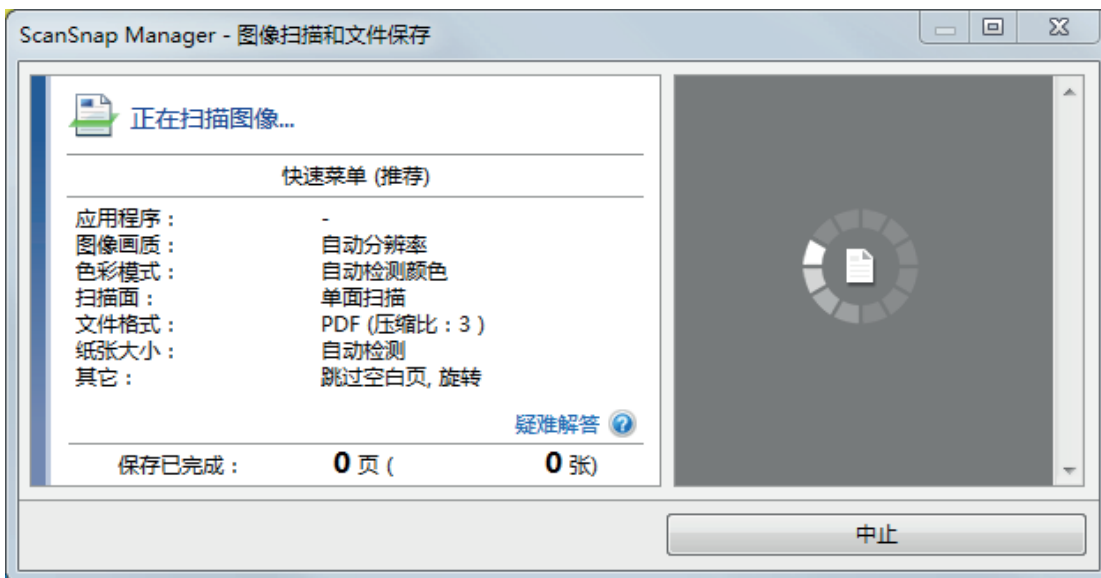 ScanSnap Manager - 图像扫描和文件保存
正在扫描图像...
快速菜单 (推荐)
应用程序： -
图像画质： 自动分辨率
色彩模式： 自动检测颜色
扫描面： 单面扫描
文件格式： PDF (压缩比：3 )
纸张大小： 自动检测
其它： 跳过空白页, 旋转
疑难解答
保存已完成： 0 页 ( 0 张)
中止